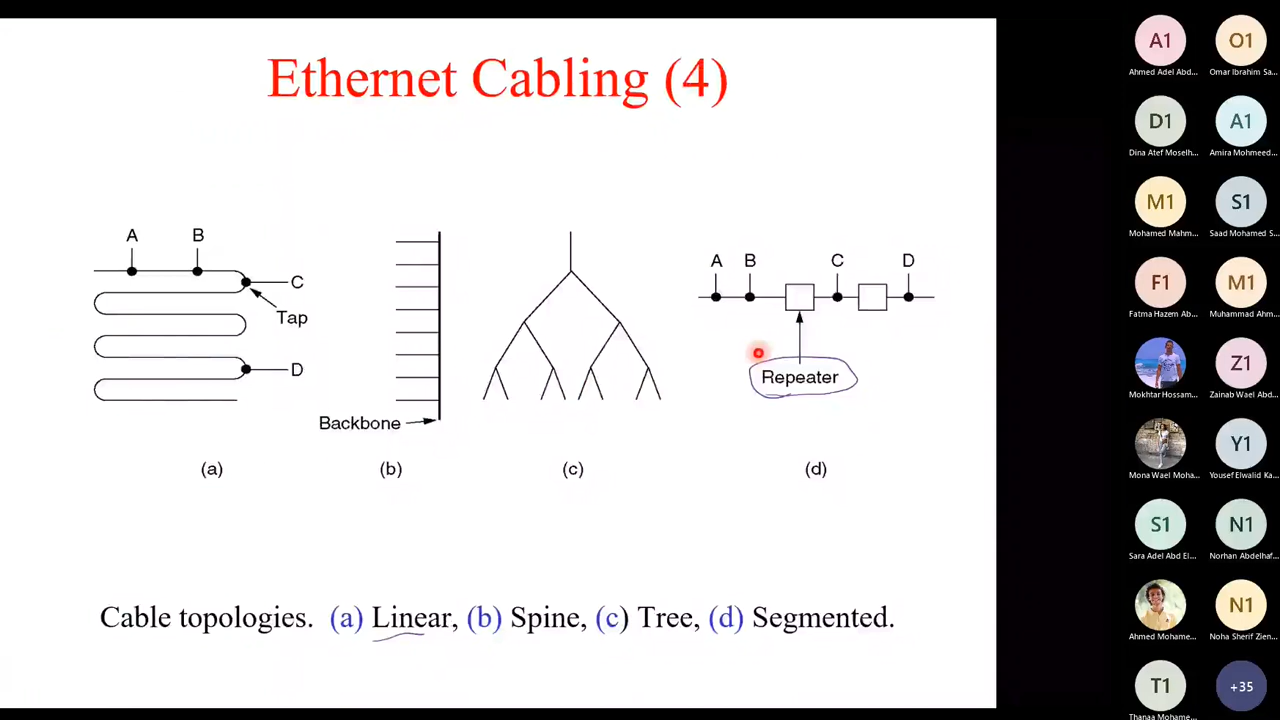 Ethernet Cabling (4)
A B
C
Tap
D
Backbone
A B C D
Repeater
(a) (b) (c) (d)
Cable topologies. (a) Linear, (b) Spine, (c) Tree, (d) Segmented.
A1 O1
Ahmed Adel Abd... Omar Ibrahim Sa...
D1 A1
Dina Atef Moselh... Amira Mohmeed...
M1 S1
Mohamed Mahm... Saad Mohamed S...
F1 M1
Fatma Hazem Ab... Muhammad Ahm...
Z1
Mokhtar Hossam... Zainab Wael Abd...
Y1
Mona Wael Moha... Yousef Elwalid Ka...
S1 N1
Sara Adel Abd El... Norhan Abdelhaf...
N1
Ahmed Mohame... Noha Sherif Zien...
T1 +35
Thanaa Mohame...